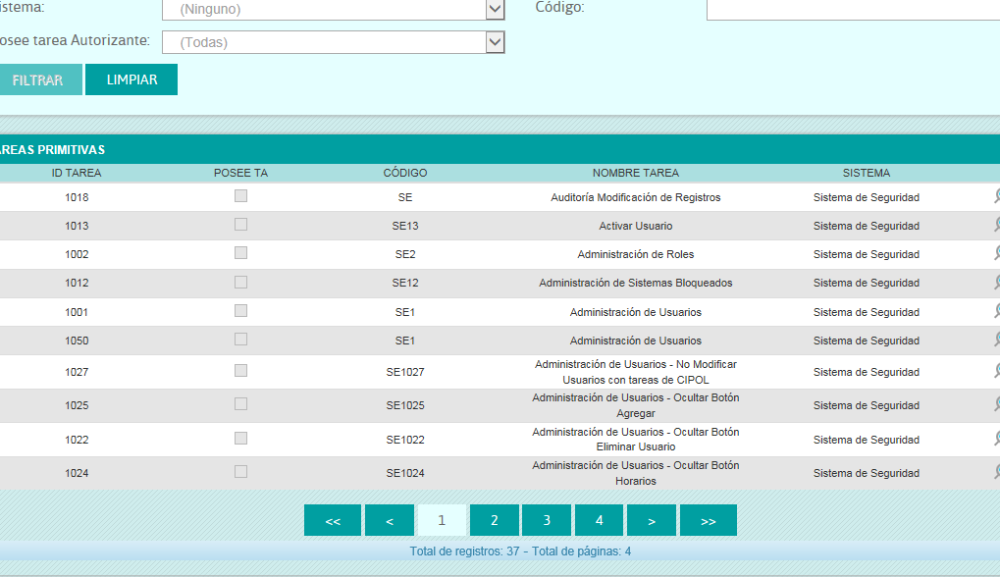 istema: (Ninguno) Código:
osee tarea Autorizante: (Todas)
FILTRAR LIMPIAR
AREAS PRIMITIVAS
ID TAREA POSEE TA CÓDIGO NOMBRE TAREA SISTEMA
1018 SE Auditoría Modificación de Registros Sistema de Seguridad
1013 SE13 Activar Usuario Sistema de Seguridad
1002 SE2 Administración de Roles Sistema de Seguridad
1012 SE12 Administración de Sistemas Bloqueados Sistema de Seguridad
1001 SE1 Administración de Usuarios Sistema de Seguridad
1050 SE1 Administración de Usuarios Sistema de Seguridad
1027 SE1027 Administración de Usuarios - No Modificar
Usuarios con tareas de CIPOL Sistema de Seguridad
1025 SE1025 Administración de Usuarios - Ocultar Botón
Agregar Sistema de Seguridad
1022 SE1022 Administración de Usuarios - Ocultar Botón
Eliminar Usuario Sistema de Seguridad
1024 SE1024 Administración de Usuarios - Ocultar Botón
Horarios Sistema de Seguridad
<< < 1 2 3 4 > >>
Total de registros: 37 - Total de páginas: 4